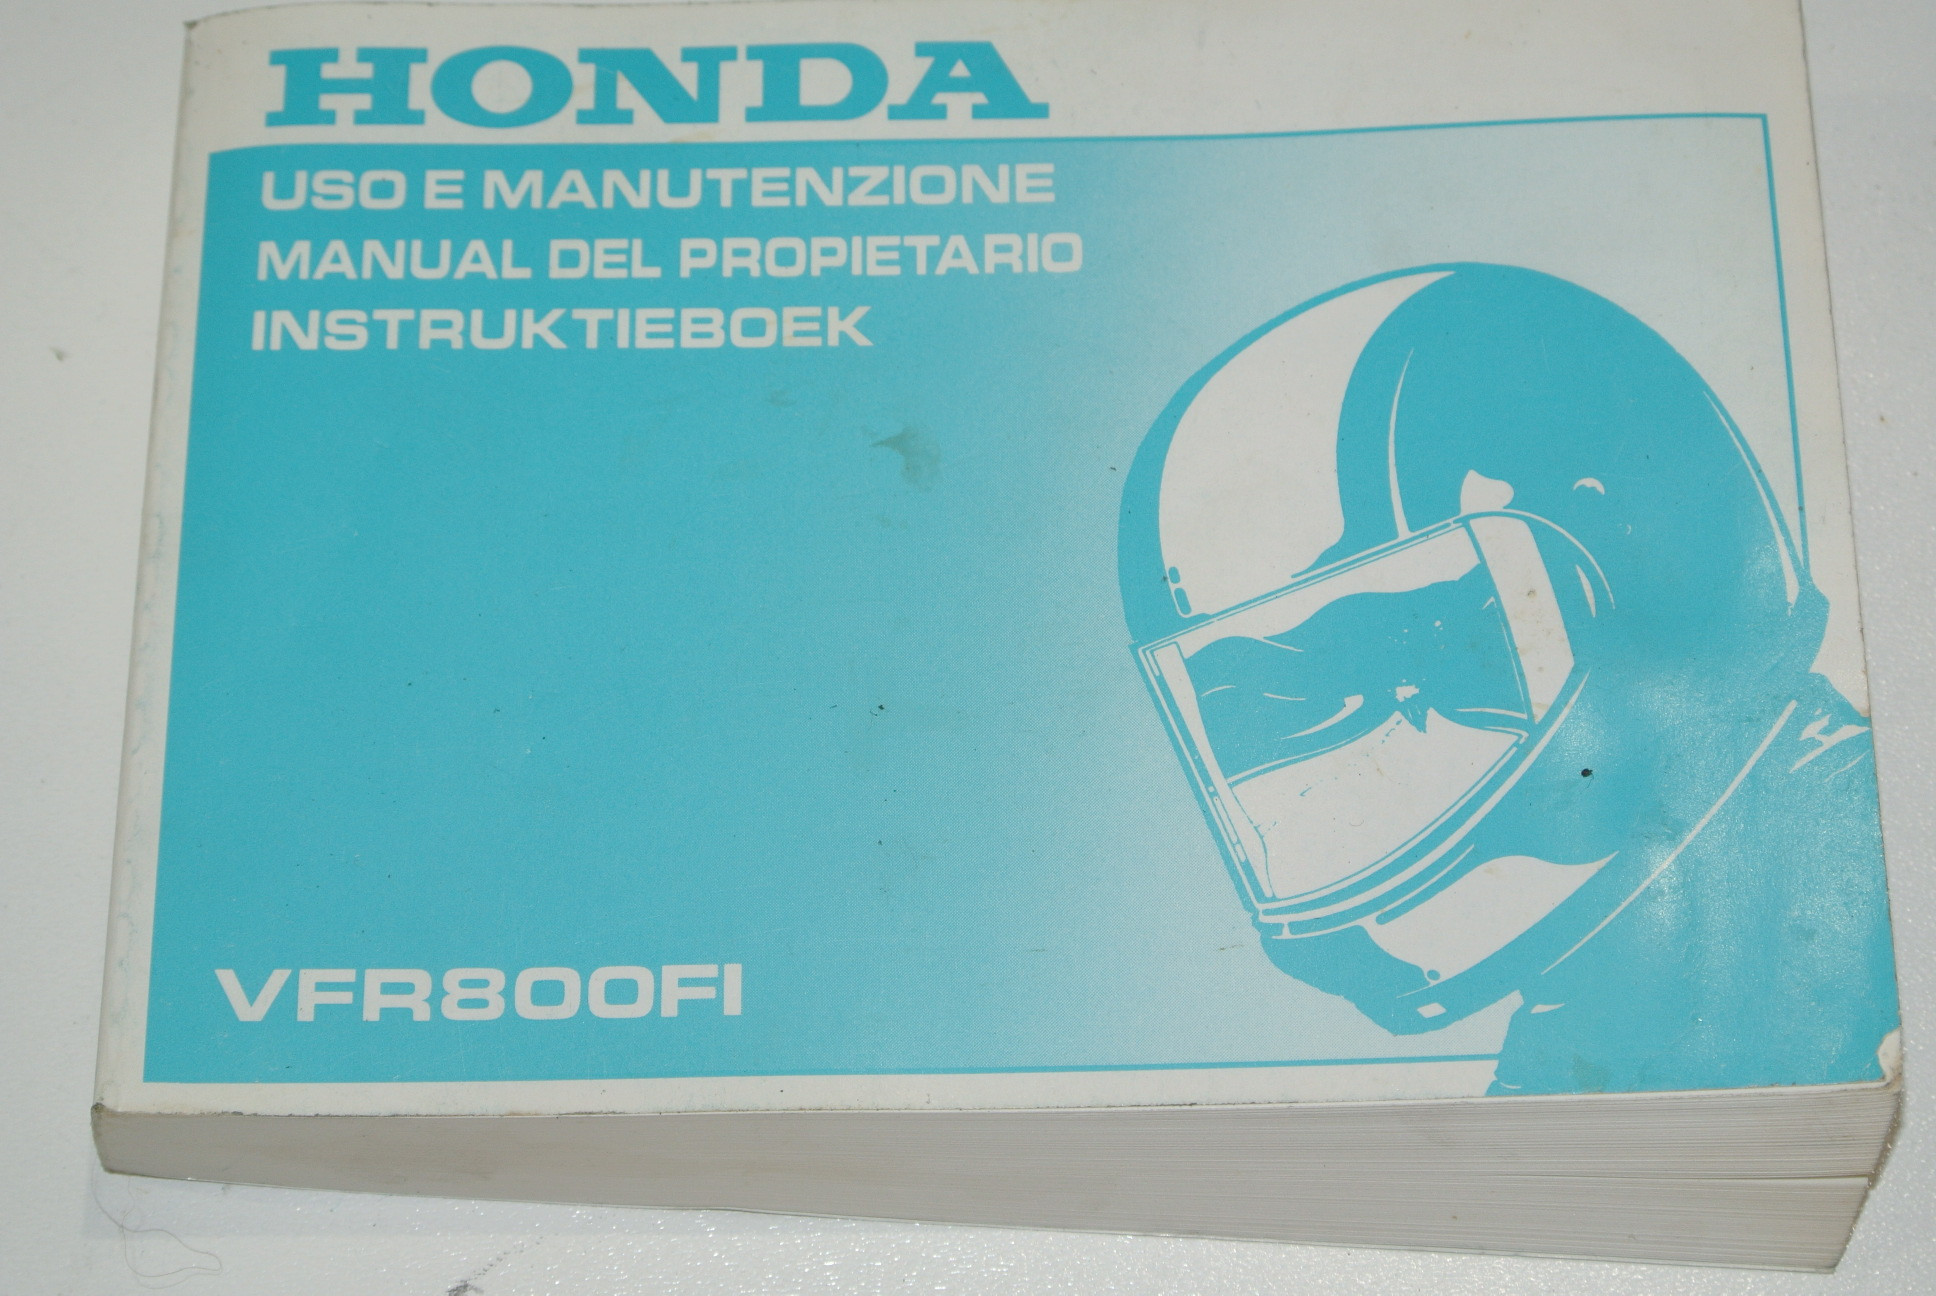 HONDA
USO E MANUTENZIONE
MANUAL DEL PROPIETARIO
INSTRUKTIEBOEK
VFR800FI